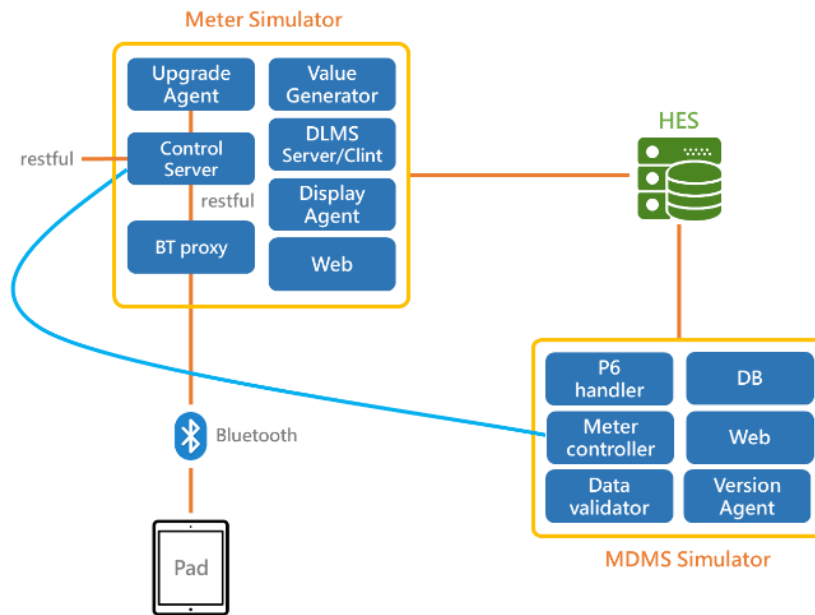 Meter Simulator
Upgrade
Agent
Value
Generator
restful
Control
Server
DLMS
Server/Clint
restful
Display
Agent
BT proxy
Web
HES
Bluetooth
Pad
P6
handler
DB
Meter
controller
Web
Data
validator
Version
Agent
MDMS Simulator